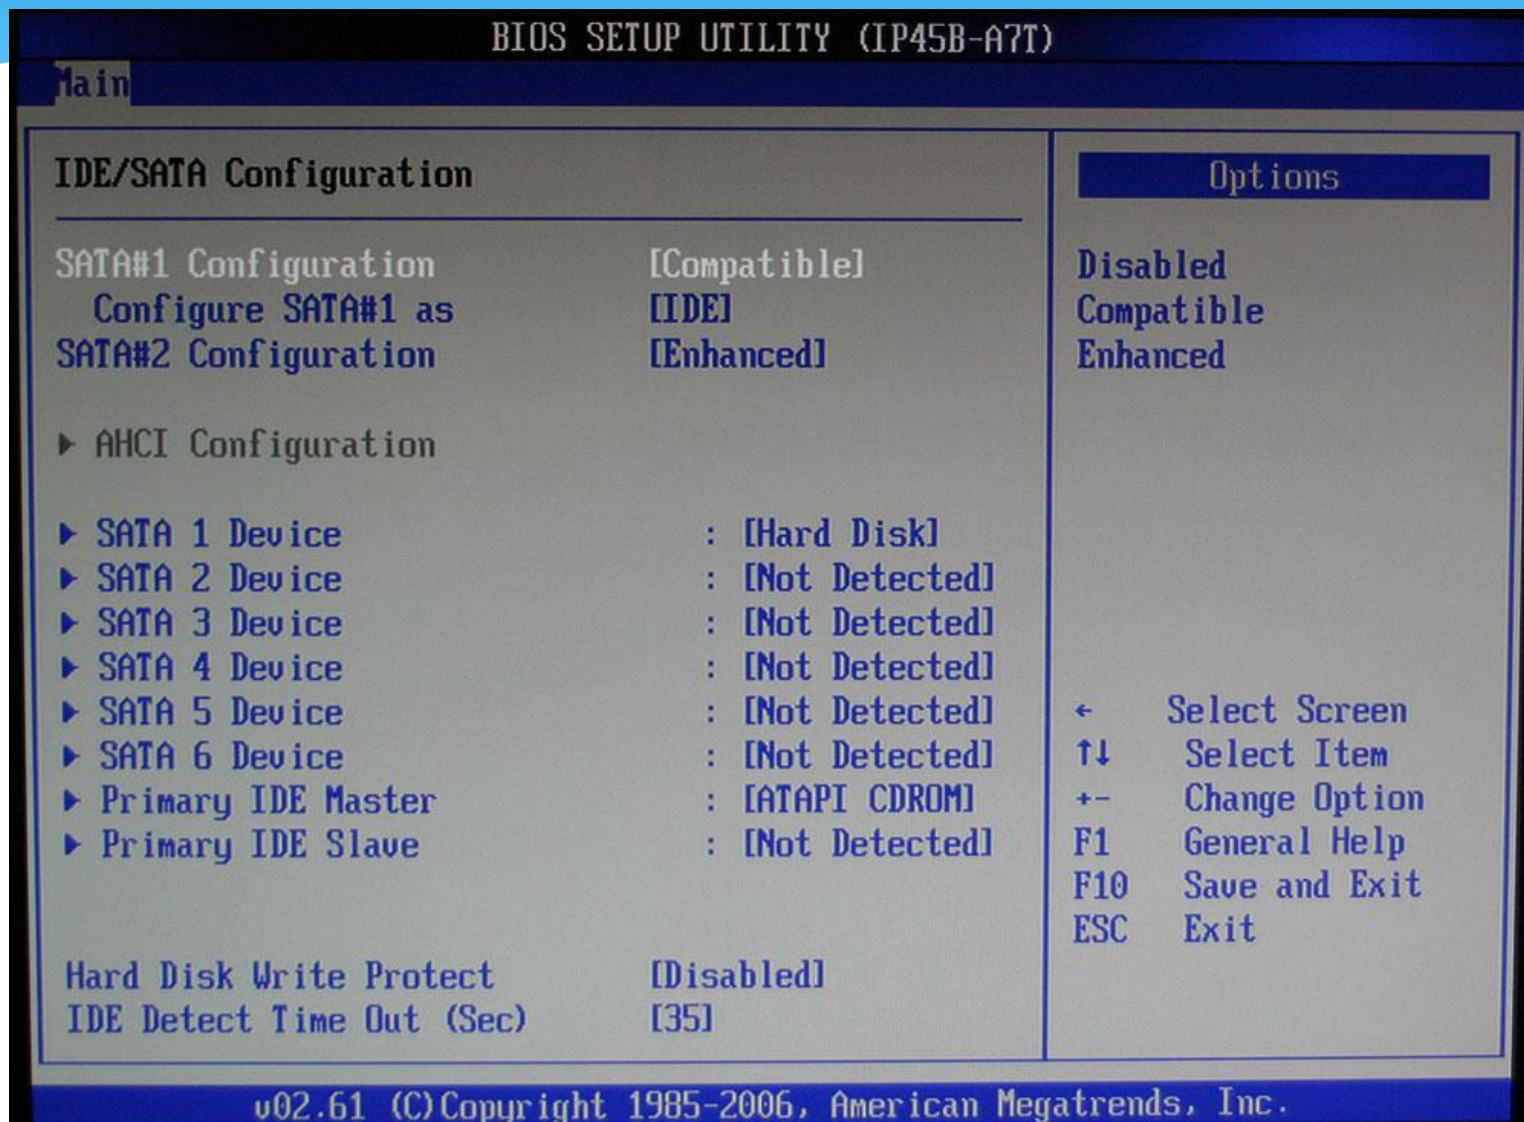 BIOS SETUP UTILITY (IP45B-A7T)
Main
IDE/SATA Configuration
SATA#1 Configuration [Compatible]
Configure SATA#1 as [IDE]
SATA#2 Configuration [Enhanced]
▶ AHCI Configuration
▶ SATA 1 Device : [Hard Disk]
▶ SATA 2 Device : [Not Detected]
▶ SATA 3 Device : [Not Detected]
▶ SATA 4 Device : [Not Detected]
▶ SATA 5 Device : [Not Detected]
▶ SATA 6 Device : [Not Detected]
▶ Primary IDE Master : [ATAPI CDROM]
▶ Primary IDE Slave : [Not Detected]
Hard Disk Write Protect [Disabled]
IDE Detect Time Out (Sec) [35]
Options
Disabled
Compatible
Enhanced
← Select Screen
↑↓ Select Item
+- Change Option
F1 General Help
F10 Save and Exit
ESC Exit
v02.61 (C)Copyright 1985-2006, American Megatrends, Inc.